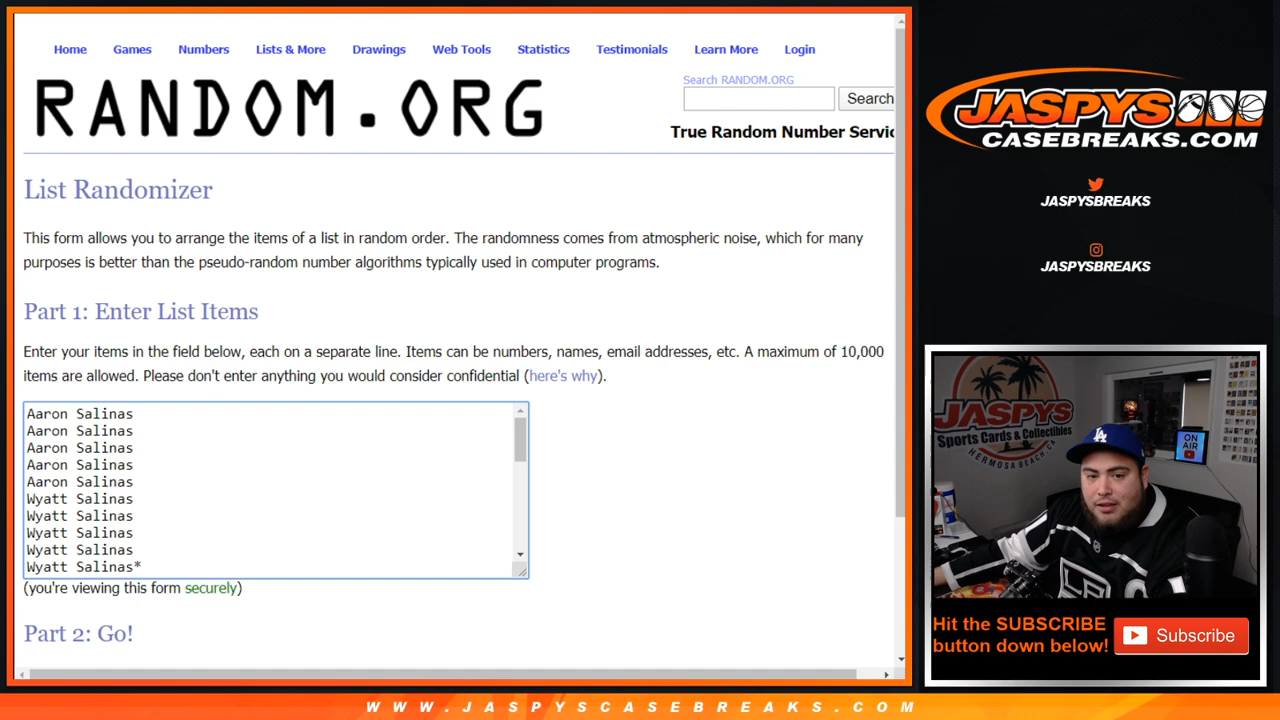 Home Games Numbers Lists & More Drawings Web Tools Statistics Testimonials Learn More Login
RANDOM.ORG
Search RANDOM.ORG
Search
True Random Number Servic
List Randomizer
This form allows you to arrange the items of a list in random order. The randomness comes from atmospheric noise, which for many
purposes is better than the pseudo-random number algorithms typically used in computer programs.
Part 1: Enter List Items
Enter your items in the field below, each on a separate line. Items can be numbers, names, email addresses, etc. A maximum of 10,000
items are allowed. Please don't enter anything you would consider confidential (here's why).
Aaron Salinas
Aaron Salinas
Aaron Salinas
Aaron Salinas
Aaron Salinas
Wyatt Salinas
Wyatt Salinas
Wyatt Salinas
Wyatt Salinas
Wyatt Salinas*
(you're viewing this form securely)
Part 2: Go!
JASPYS
CASEBREAKS.COM
JASPYSBREAKS
JASPYSBREAKS
JASPYS
Sports Cards & Collectibles
HERMOSA BEACH, CA
ON AIR
LA
LA
Hit the SUBSCRIBE
button down below!
Subscribe
WWW.JASPYSCASEBREAKS.COM